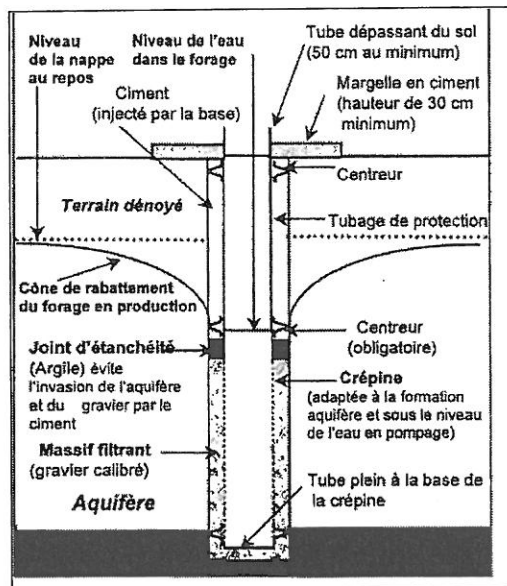 Niveau
de la nappe
au repos
Niveau de l'eau
dans le forage
Tube dépassant du sol
(50 cm au minimum)
Ciment
(injecté par la base)
Margelle en ciment
(hauteur de 30 cm
minimum)
Centreur
Terrain dénoyé
Tubage de protection
Cône de rabattement
du forage en production
Joint d'étanchéité
(Argile) évite
l'invasion de l'aquifère
et du gravier par le
ciment
Centreur
(obligatoire)
Crépine
(adaptée à la formation
aquifère et sous le niveau
de l'eau en pompage)
Massif filtrant
(gravier calibré)
Tube plein à la base de
la crépine
Aquifère